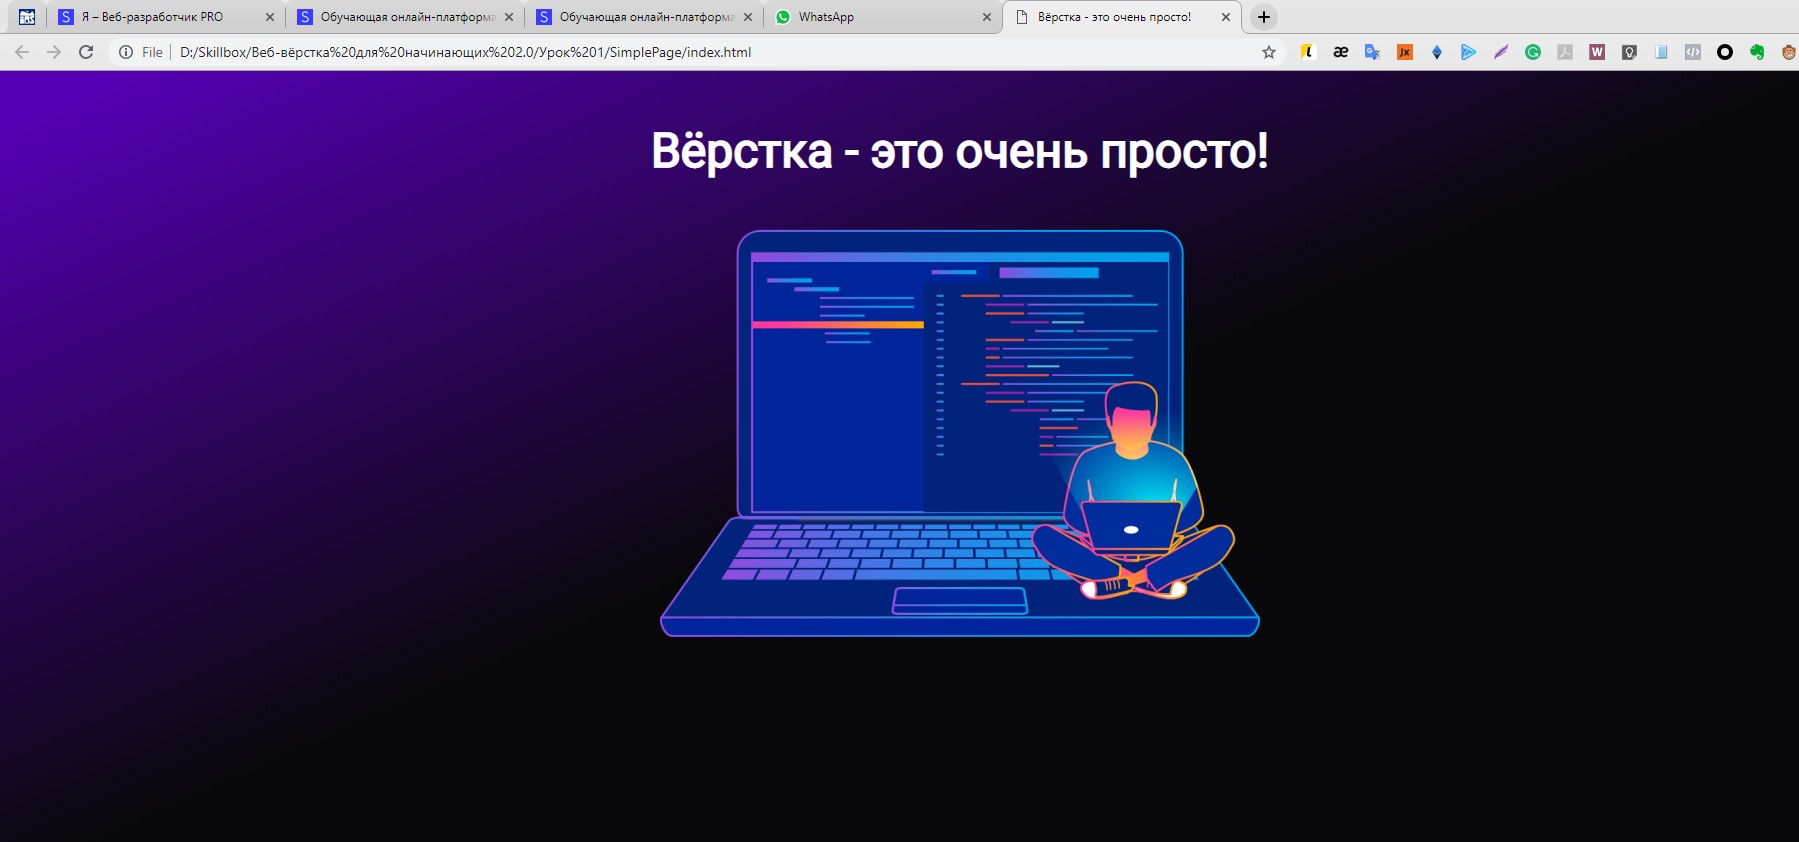 Я – Веб-разработчик PRO
Обучающая онлайн-платформа
Обучающая онлайн-платформа
WhatsApp
Вёрстка - это очень просто!
File
D:/Skillbox/Веб-вёрстка%20для%20начинающих%202.0/Урок%201/SimplePage/index.html
Вёрстка - это очень просто!